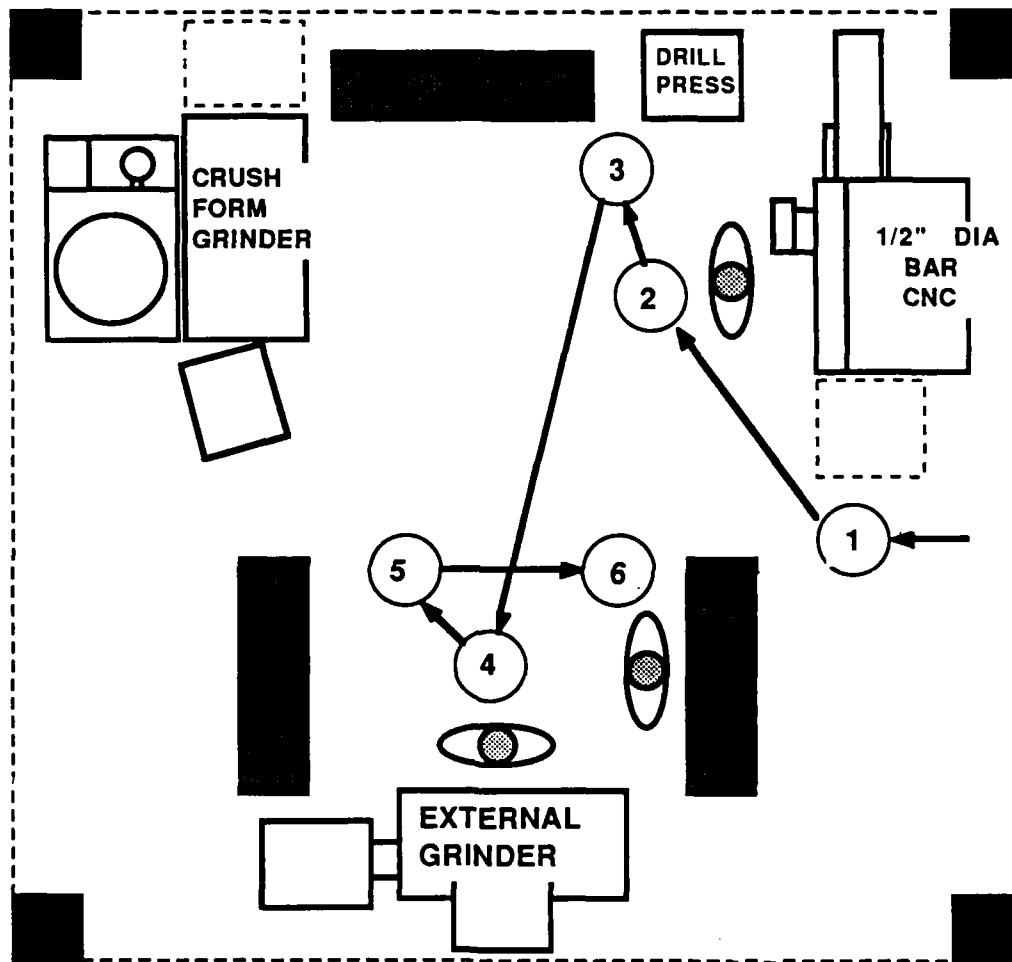 DRILL
PRESS
3
CRUSH
FORM
GRINDER
1/2" DIA
BAR
CNC
2
1
5
6
4
EXTERNAL
GRINDER